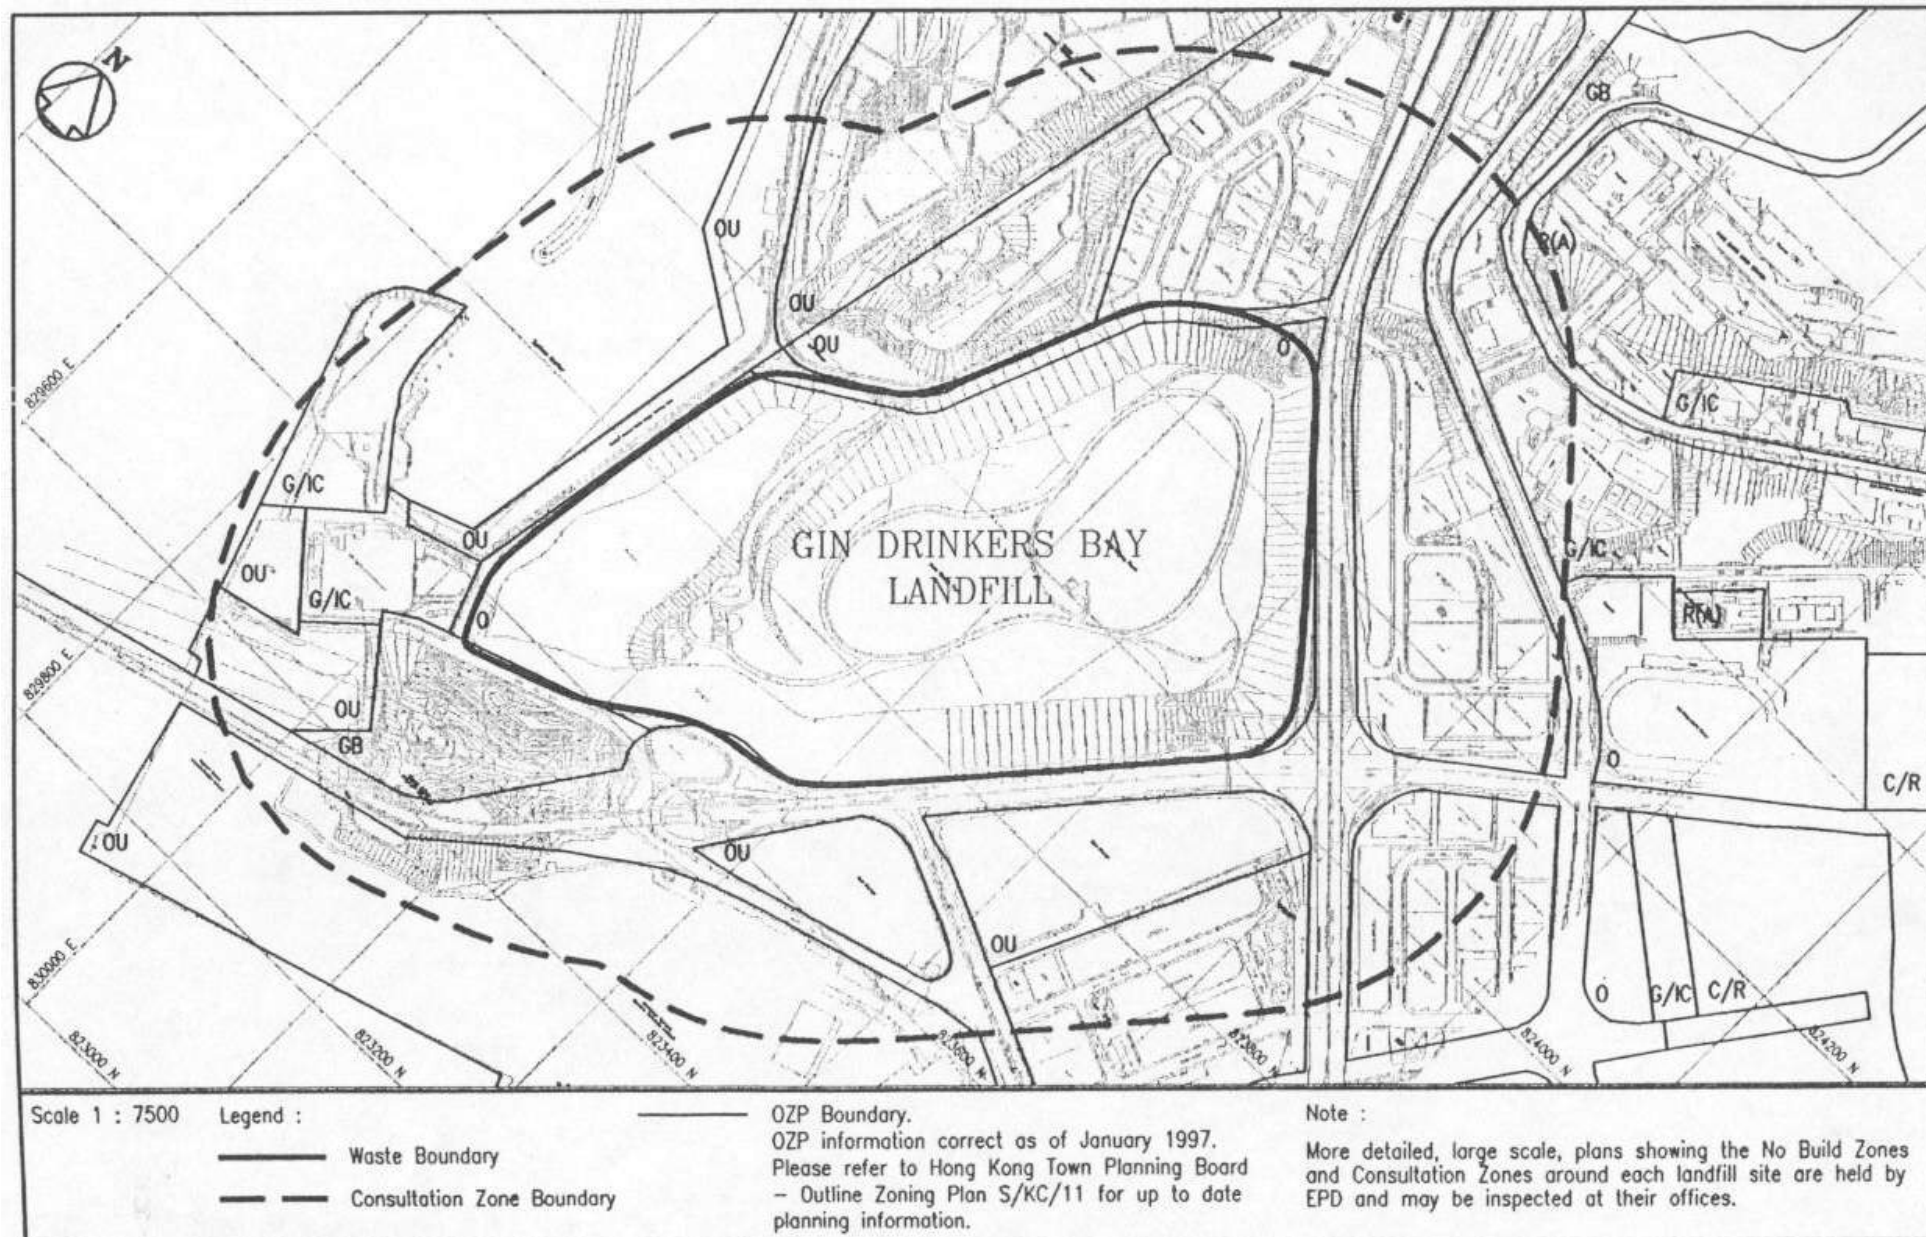 N
GB
OU
R(A)
OU
OU
O
829600 E
G/IC
G/IC
OU
GIN DRINKERS BAY
LANDFILL
G/IC
OU
G/IC
O
R(A)
829800 E
OU
GB
O
C/R
OU
OU
OU
830000 E
O
G/IC
C/R
823000 N
823200 N
823400 N
823600 N
823800 N
824000 N
824200 N
Scale 1 : 7500
Legend :
Waste Boundary
Consultation Zone Boundary
OZP Boundary.
OZP information correct as of January 1997.
Please refer to Hong Kong Town Planning Board
– Outline Zoning Plan S/KC/11 for up to date
planning information.
Note :
More detailed, large scale, plans showing the No Build Zones
and Consultation Zones around each landfill site are held by
EPD and may be inspected at their offices.